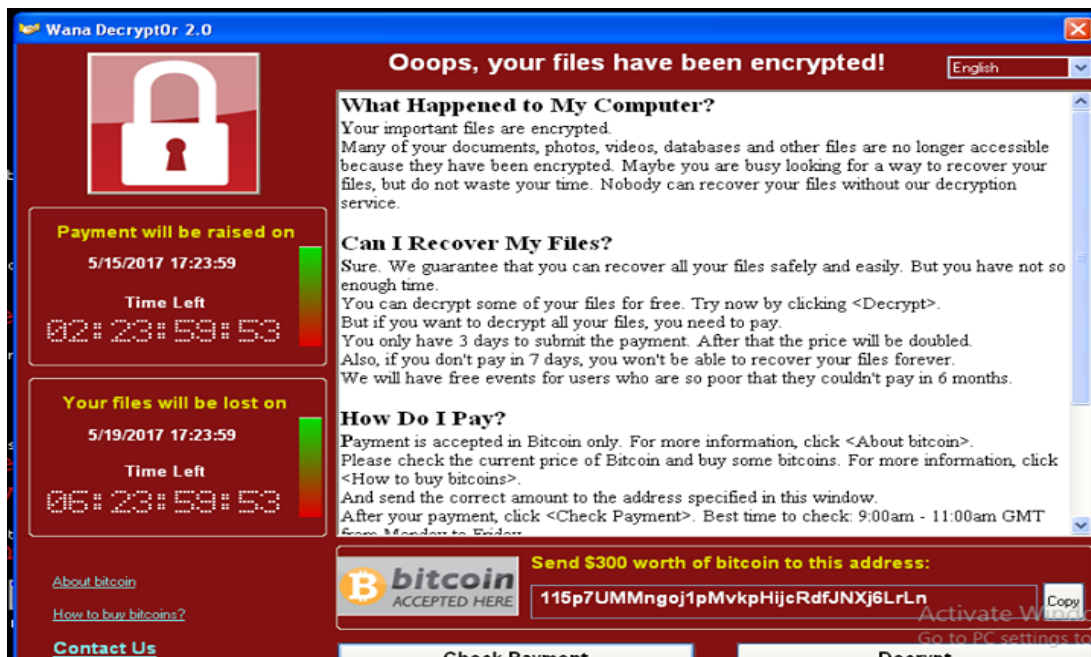 Wana Decrypt0r 2.0
Ooops, your files have been encrypted!
English
What Happened to My Computer?
Your important files are encrypted.
Many of your documents, photos, videos, databases and other files are no longer accessible
because they have been encrypted. Maybe you are busy looking for a way to recover your
files, but do not waste your time. Nobody can recover your files without our decryption
service.
Can I Recover My Files?
Sure. We guarantee that you can recover all your files safely and easily. But you have not so
enough time.
You can decrypt some of your files for free. Try now by clicking <Decrypt>.
But if you want to decrypt all your files, you need to pay.
You only have 3 days to submit the payment. After that the price will be doubled.
Also, if you don't pay in 7 days, you won't be able to recover your files forever.
We will have free events for users who are so poor that they couldn't pay in 6 months.
How Do I Pay?
Payment is accepted in Bitcoin only. For more information, click <About bitcoin>.
Please check the current price of Bitcoin and buy some bitcoins. For more information, click
<How to buy bitcoins>.
And send the correct amount to the address specified in this window.
After your payment, click <Check Payment>. Best time to check: 9:00am - 11:00am GMT
from Monday to Friday
Payment will be raised on
5/15/2017 17:23:59
Time Left
02:23:59:53
Your files will be lost on
5/19/2017 17:23:59
Time Left
06:23:59:53
About bitcoin
How to buy bitcoins?
Contact Us
bitcoin
ACCEPTED HERE
Send $300 worth of bitcoin to this address:
115p7UMMngoj1pMvkpHijcRdfJNXj6LrLn
Copy
Check Payment
Decrypt
Activate Windo
Go to PC settings to